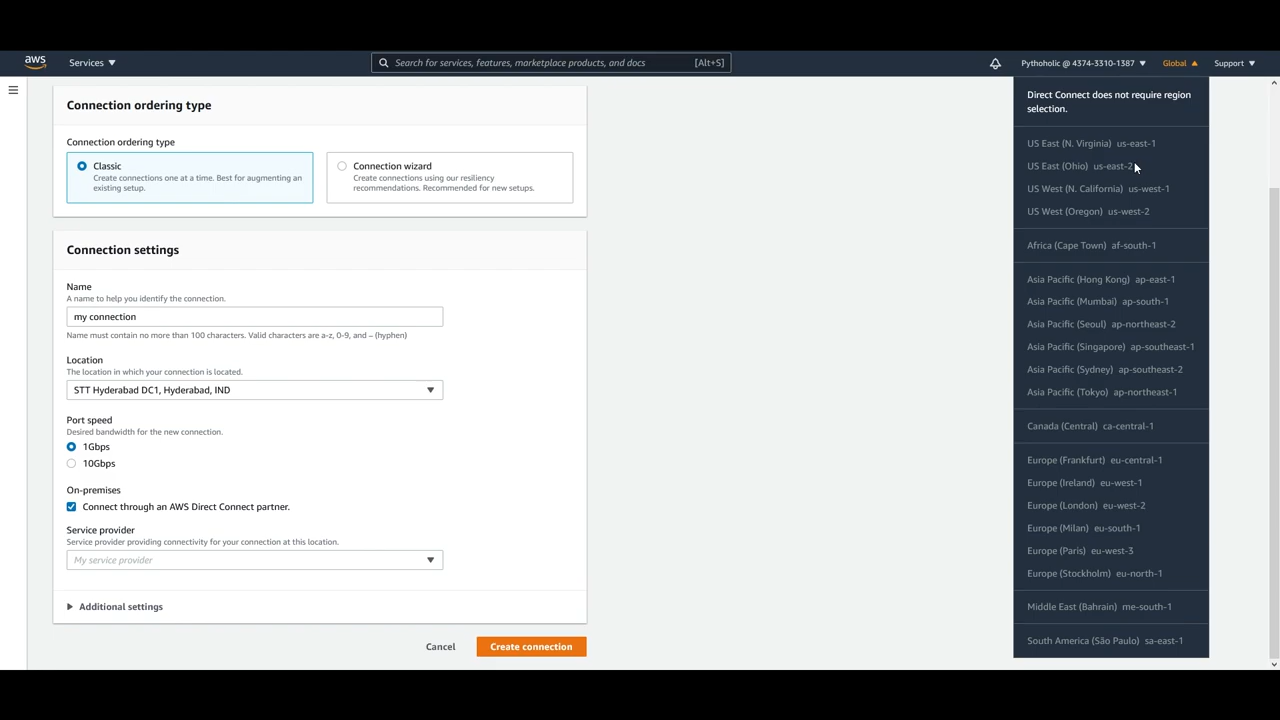 aws
Services
Search for services, features, marketplace products, and docs [Alt+S]
Pythoholic @ 4374-3310-1387
Global
Support
Connection ordering type
Connection ordering type
Classic
Create connections one at a time. Best for augmenting an
existing setup.
Connection wizard
Create connections using our resiliency
recommendations. Recommended for new setups.
Connection settings
Name
A name to help you identify the connection.
my connection
Name must contain no more than 100 characters. Valid characters are a-z, 0-9, and – (hyphen)
Location
The location in which your connection is located.
STT Hyderabad DC1, Hyderabad, IND
Port speed
Desired bandwidth for the new connection.
1Gbps
10Gbps
On-premises
Connect through an AWS Direct Connect partner.
Service provider
Service provider providing connectivity for your connection at this location.
My service provider
Additional settings
Cancel
Create connection
Direct Connect does not require region
selection.
US East (N. Virginia) us-east-1
US East (Ohio) us-east-2
US West (N. California) us-west-1
US West (Oregon) us-west-2
Africa (Cape Town) af-south-1
Asia Pacific (Hong Kong) ap-east-1
Asia Pacific (Mumbai) ap-south-1
Asia Pacific (Seoul) ap-northeast-2
Asia Pacific (Singapore) ap-southeast-1
Asia Pacific (Sydney) ap-southeast-2
Asia Pacific (Tokyo) ap-northeast-1
Canada (Central) ca-central-1
Europe (Frankfurt) eu-central-1
Europe (Ireland) eu-west-1
Europe (London) eu-west-2
Europe (Milan) eu-south-1
Europe (Paris) eu-west-3
Europe (Stockholm) eu-north-1
Middle East (Bahrain) me-south-1
South America (São Paulo) sa-east-1